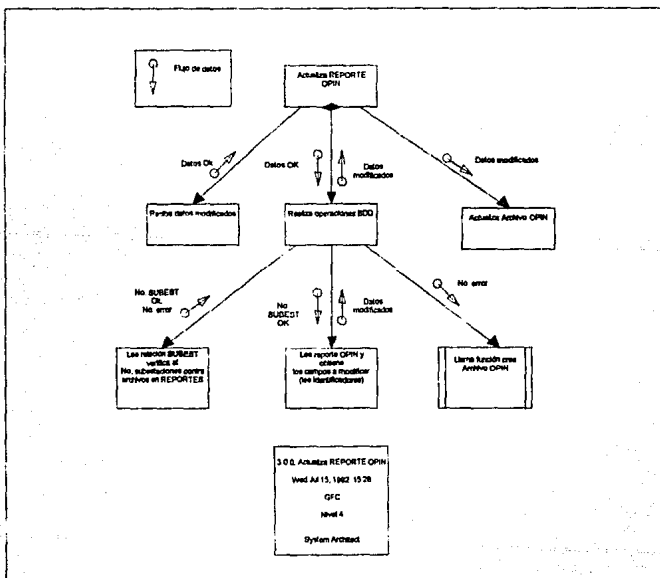 Flujo de datos
Actualiza REPORTE
OPIN
Datos Ok
Datos OK
Datos
modificados
Datos modificados
datos modificados
Realiza operaciones BDD
Actualiza Archivo OPIN
No. SUBEST
OK,
No. error
No
SUBEST
OK
Datos
modificados
No. error
Lee relación SUBEST
verifica el
No. subestaciones contra
archivos en REPORTES
Lee reporte OPIN y
obtiene
los campos a modificar
(lee identificadores)
Llama función crea
Archivo OPIN
3.0.0, Actualiza REPORTE OPIN
Wed Jul 15, 1992 15:28
GFC
Nivel 4
System Architect